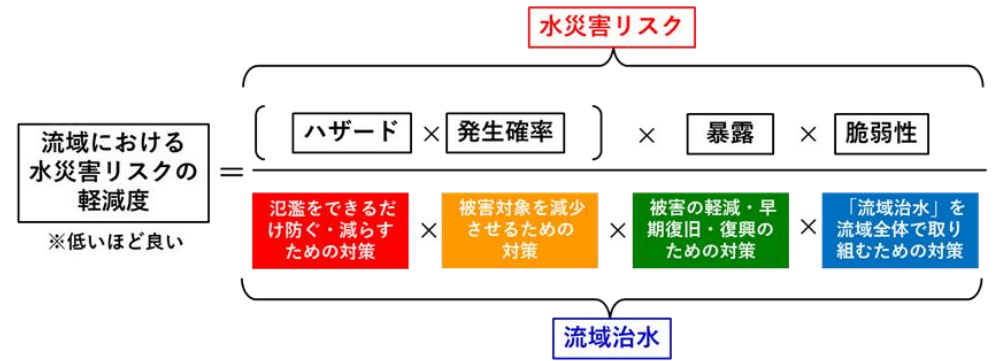 水災害リスク
流域における
水災害リスクの
軽減度
※低いほど良い
=
( ハザード × 発生確率 ) × 暴露 × 脆弱性
氾濫をできるだ
け防ぐ・減らす
ための対策
×
被害対象を減少
させるための
対策
×
被害の軽減・早
期復旧・復興の
ための対策
×
「流域治水」を
流域全体で取り
組むための対策
流域治水